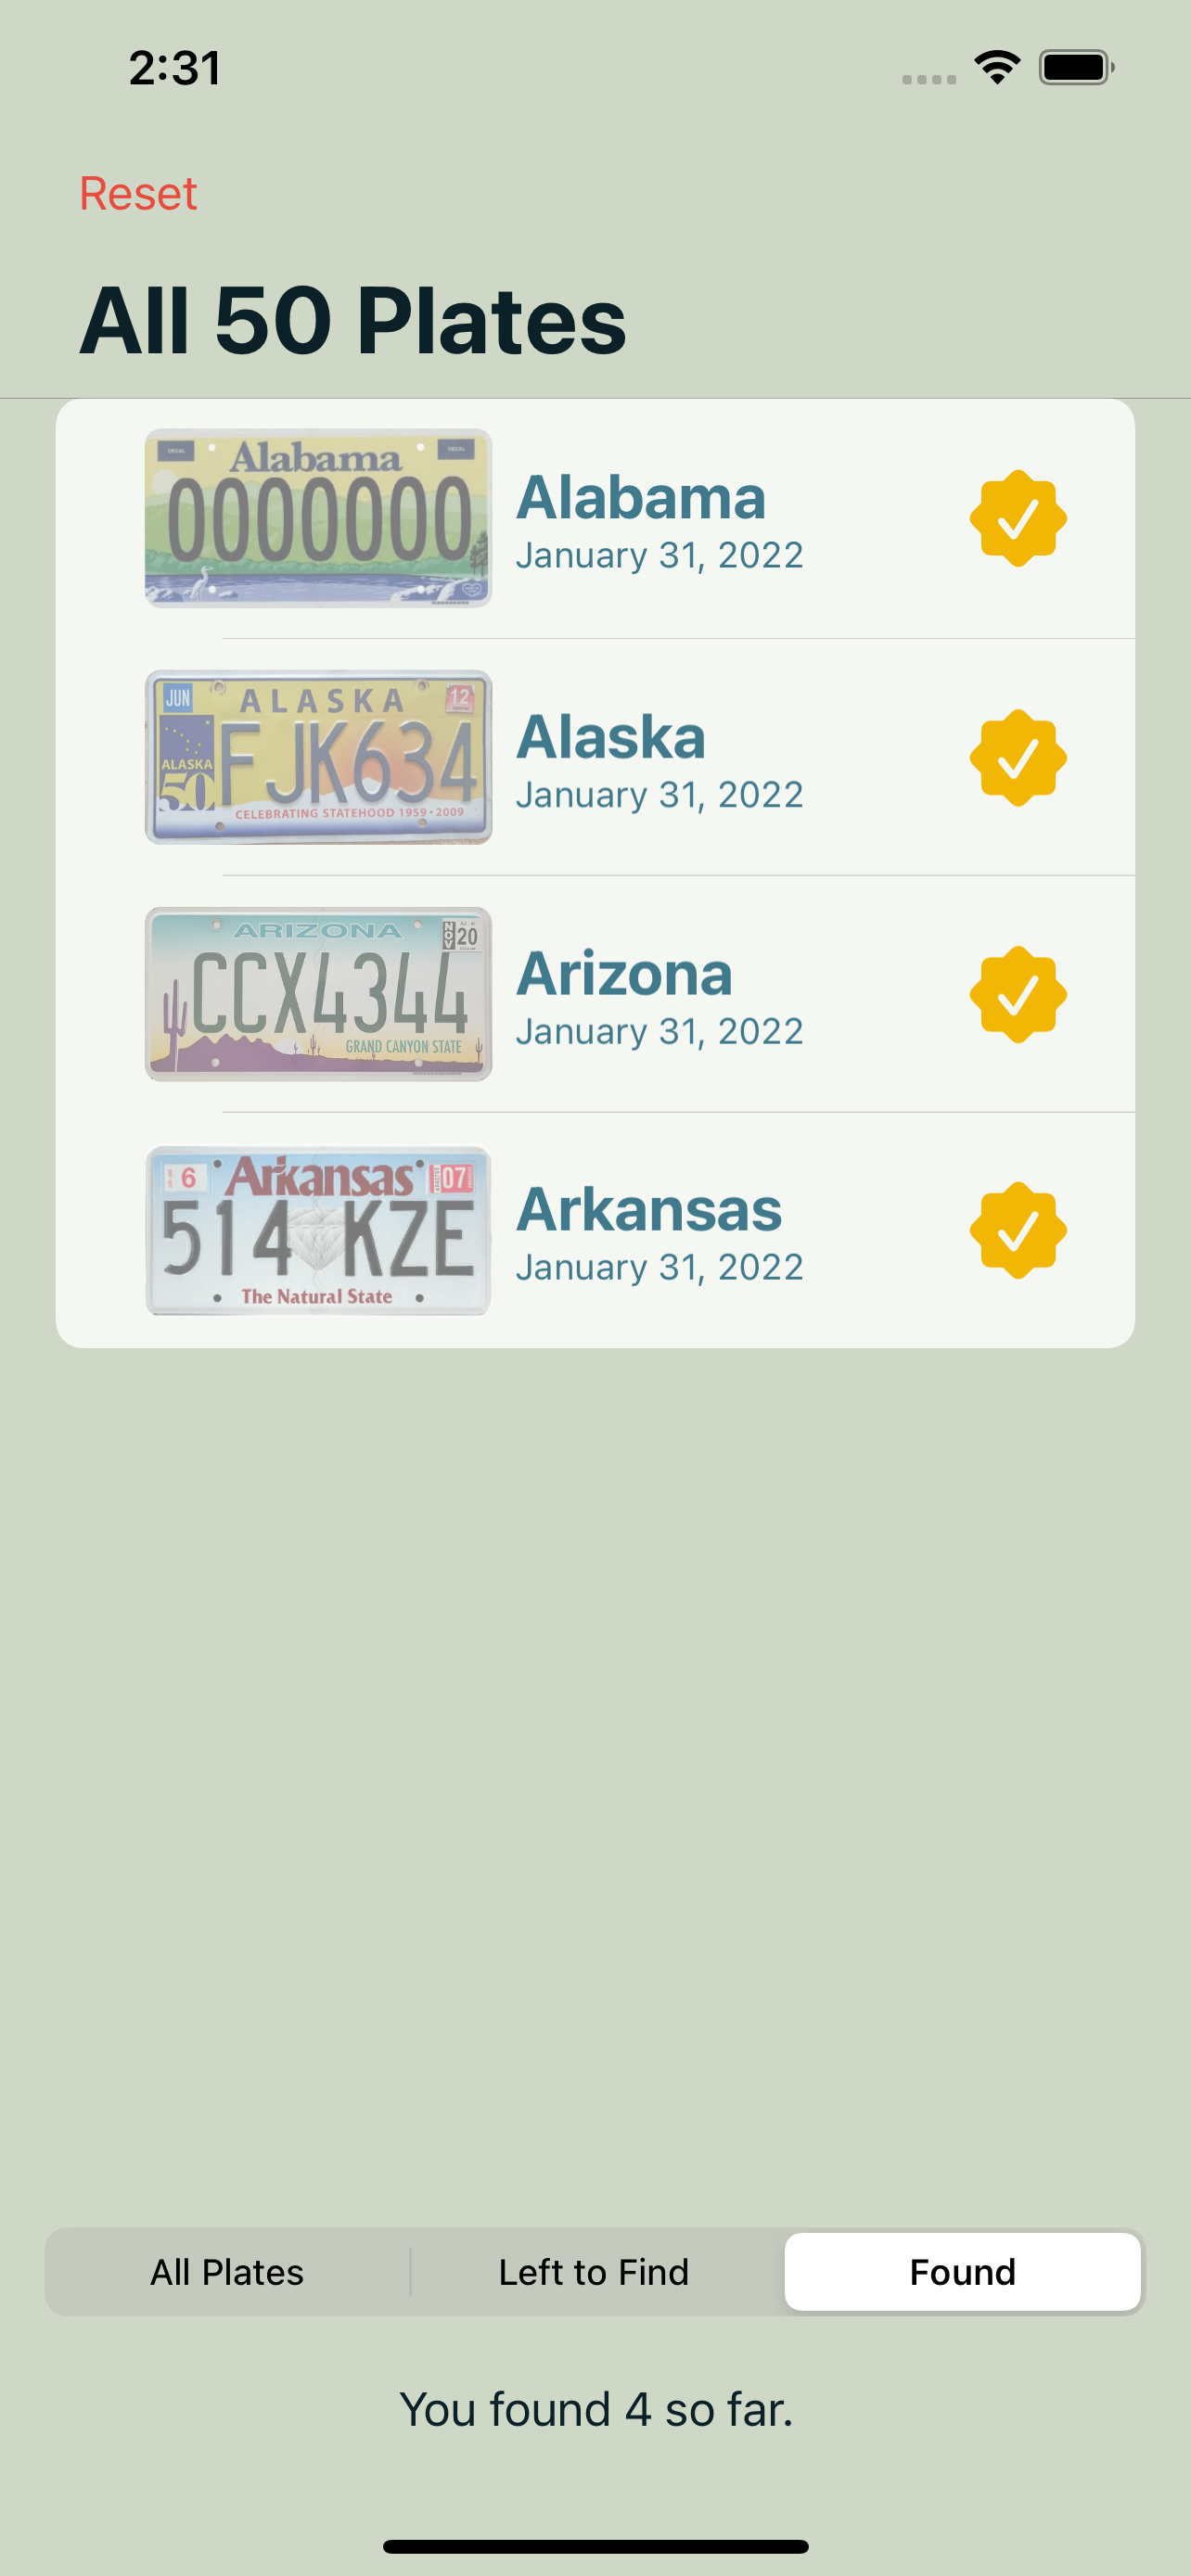 2:31
Reset
All 50 Plates
DECAL
Alabama
DECAL
0000000
Alabama
January 31, 2022
JUN
ALASKA
12
ALASKA
50
FJK634
CELEBRATING STATEHOOD 1959 • 2009
Alaska
January 31, 2022
ARIZONA
NOV
20
CCX4344
GRAND CANYON STATE
Arizona
January 31, 2022
6
Arkansas
07
514 KZE
The Natural State
Arkansas
January 31, 2022
All Plates
Left to Find
Found
You found 4 so far.